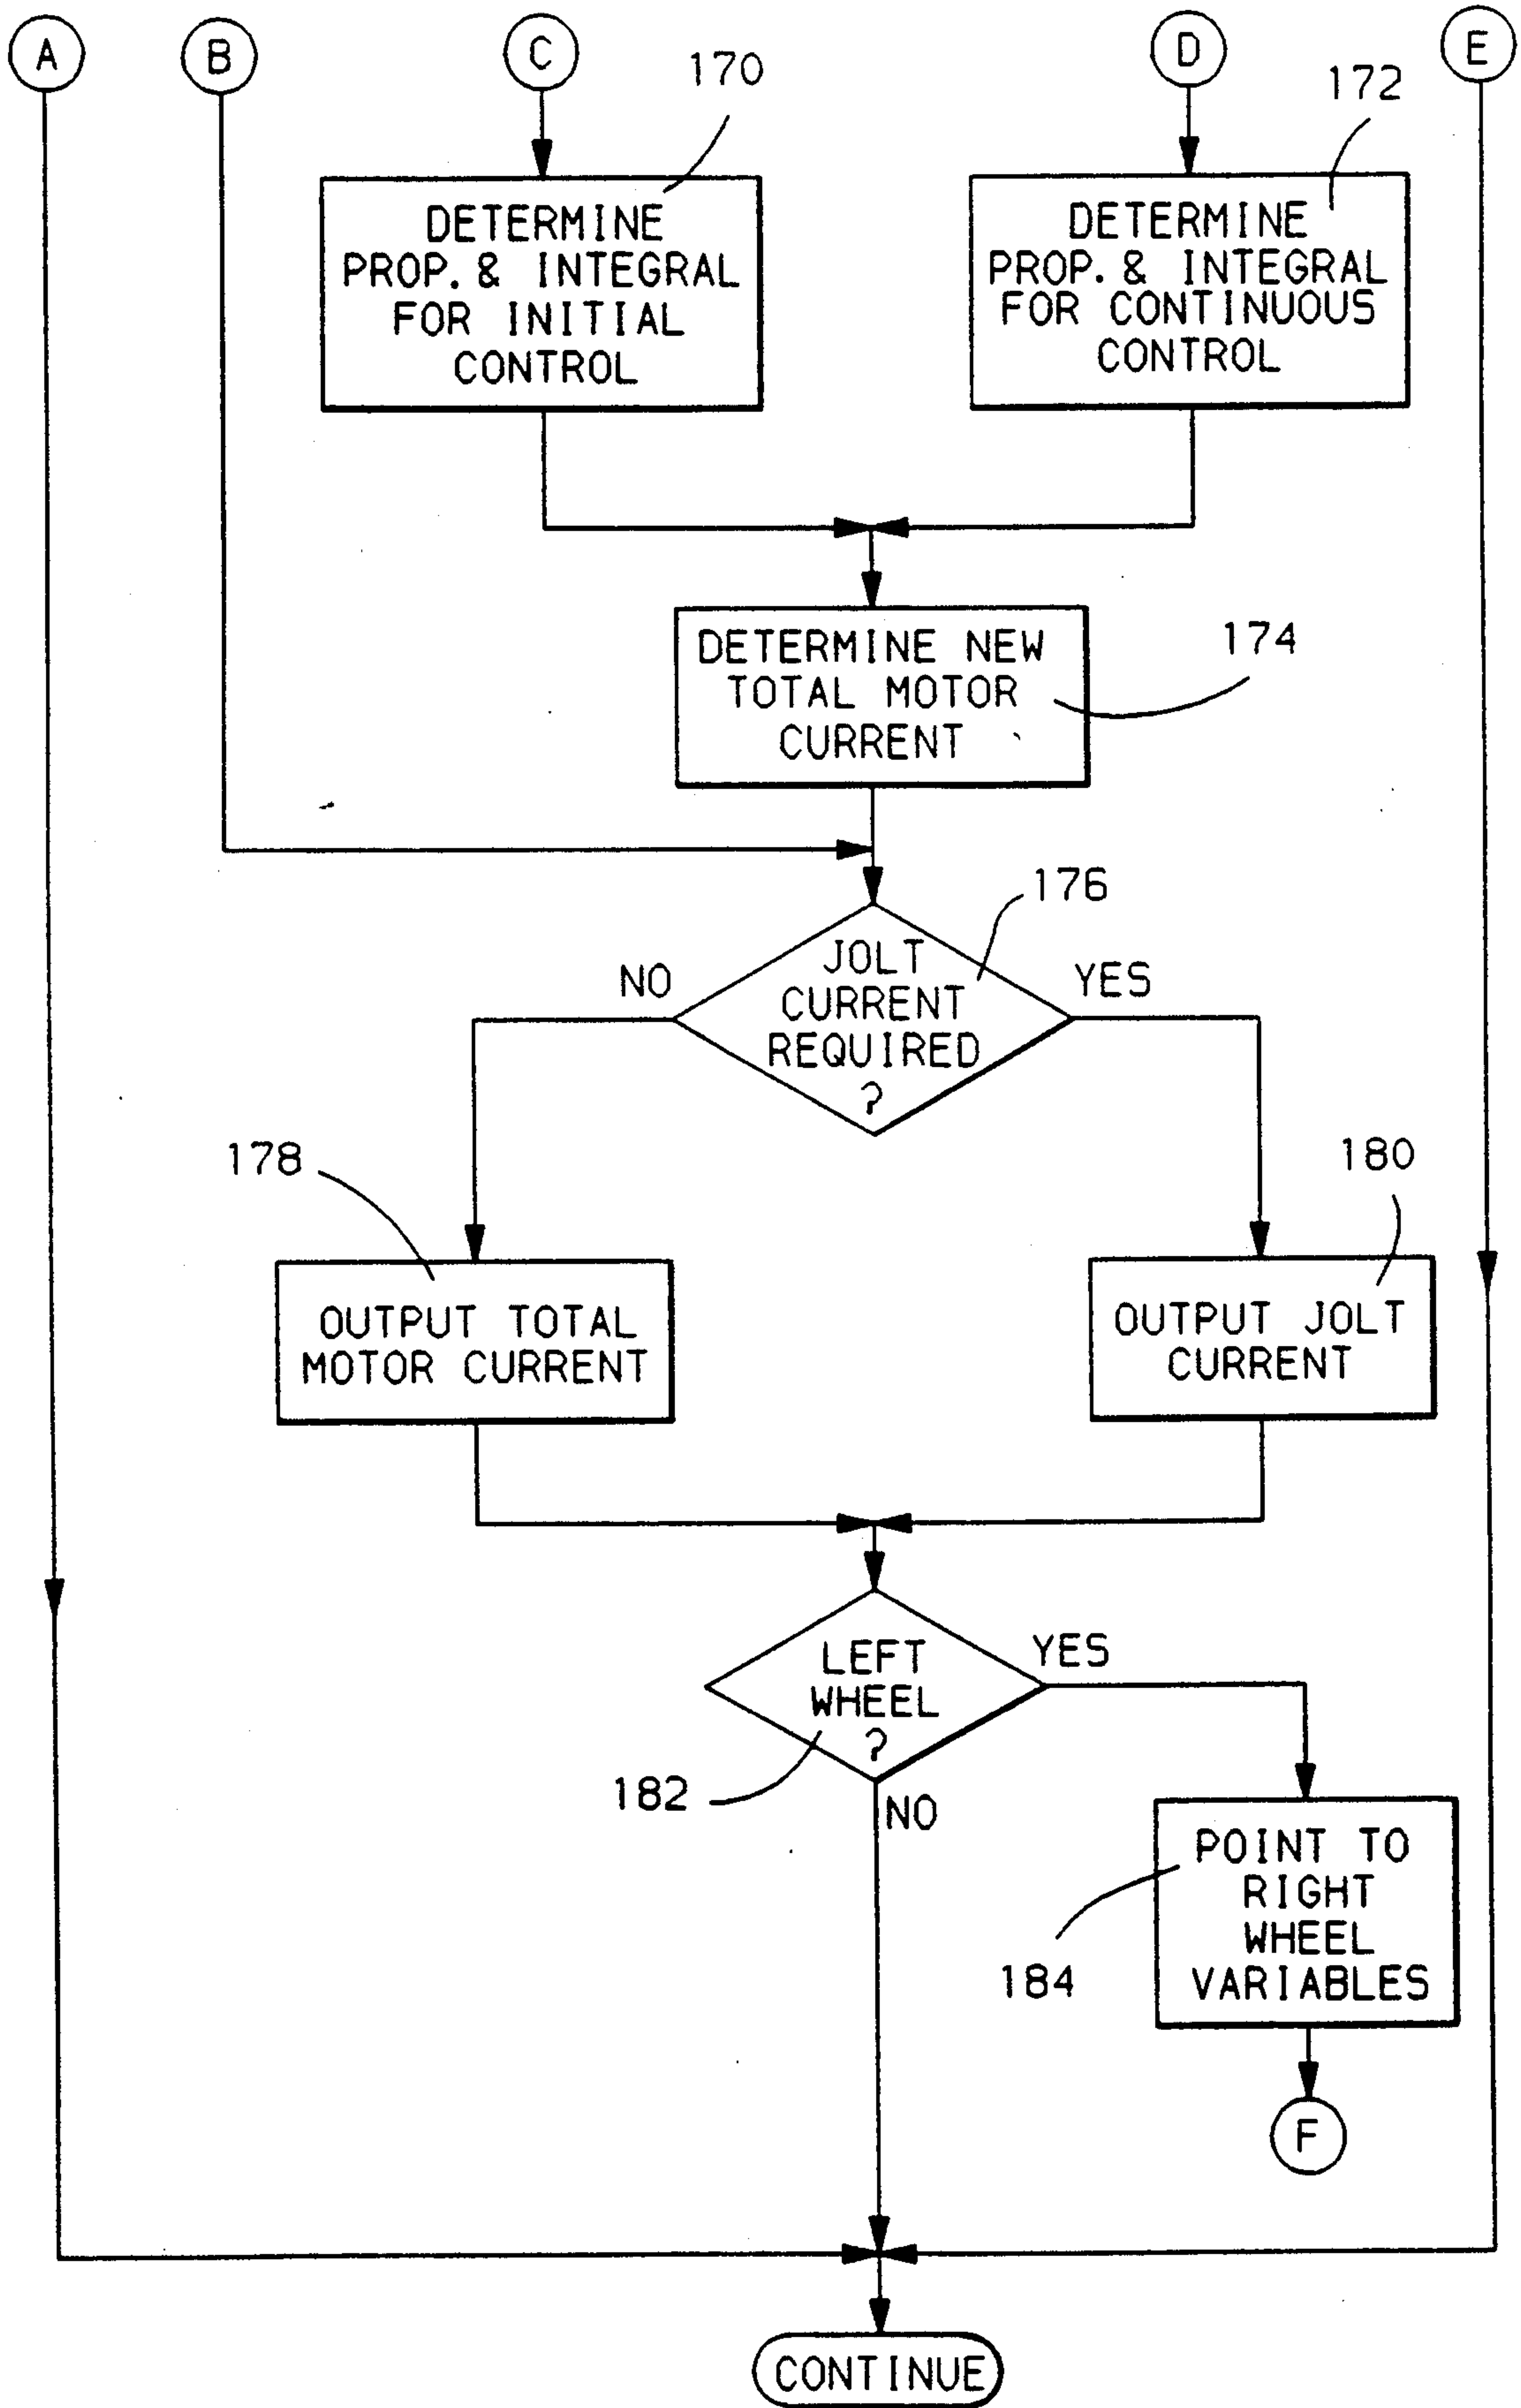 A
B
C
D
E
170
172
DETERMINE
PROP. & INTEGRAL
FOR INITIAL
CONTROL
DETERMINE
PROP. & INTEGRAL
FOR CONTINUOUS
CONTROL
DETERMINE NEW
TOTAL MOTOR
CURRENT
174
176
JOLT
CURRENT
REQUIRED
?
NO
YES
178
180
OUTPUT TOTAL
MOTOR CURRENT
OUTPUT JOLT
CURRENT
LEFT
WHEEL
?
YES
182
NO
POINT TO
RIGHT
WHEEL
VARIABLES
184
F
CONTINUE